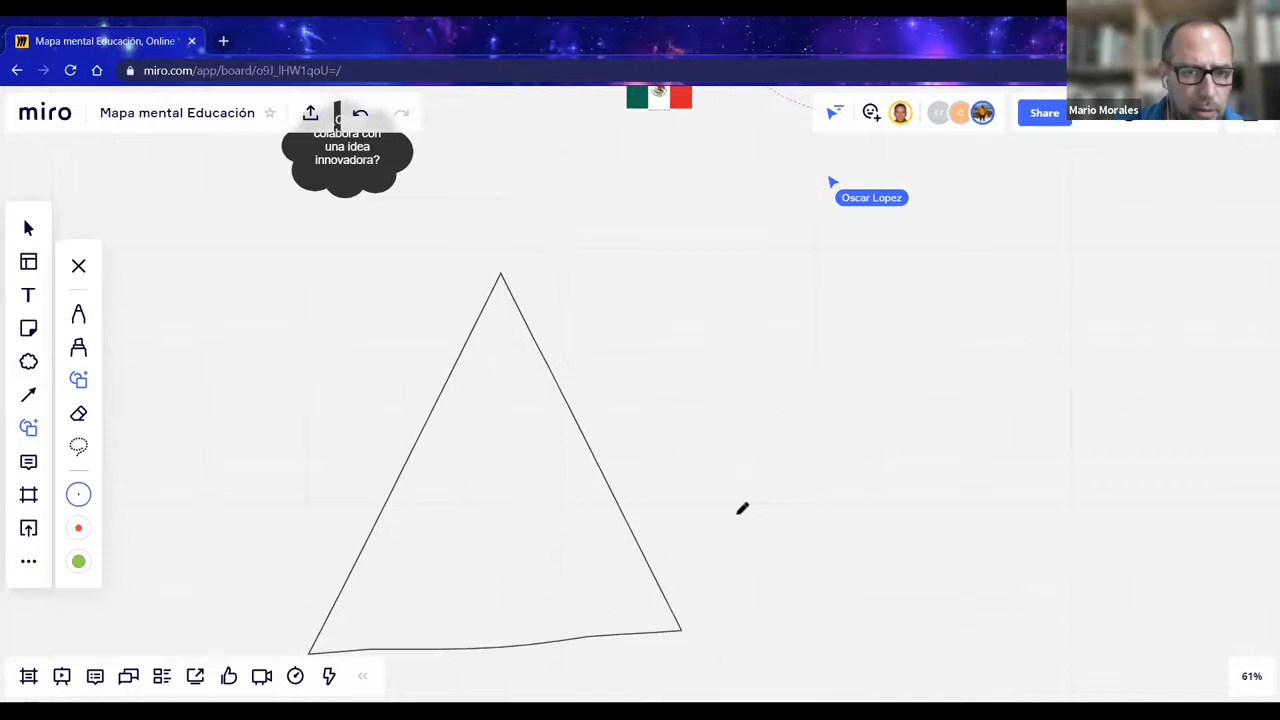 Mapa mental Educación, Online
miro.com/app/board/o9J_lHW1qoU=/
miro
Mapa mental Educación
Share
Mario Morales
colabora con
una idea
innovadora?
Oscar Lopez
T
61%